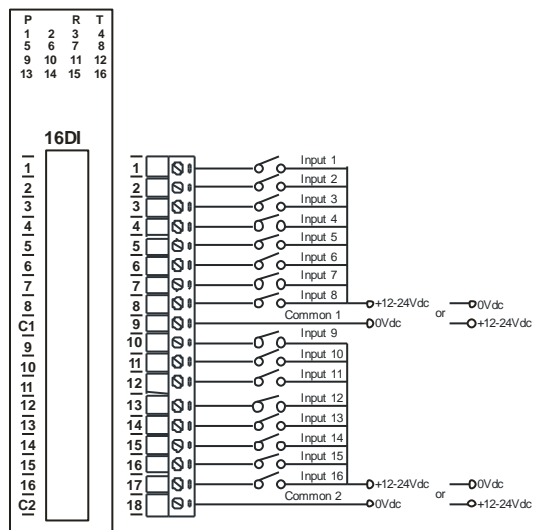 P R T
1 2 3 4
5 6 7 8
9 10 11 12
13 14 15 16
16DI
1 1 Input 1
2 2 Input 2
3 3 Input 3
4 4 Input 4
5 5 Input 5
6 6 Input 6
7 7 Input 7
8 8 Input 8 +12-24Vdc or 0Vdc
C1 9 Common 1 0Vdc +12-24Vdc
9 10 Input 9
10 11 Input 10
11 12 Input 11
12 13 Input 12
13 14 Input 13
14 15 Input 14
15 16 Input 15
16 17 Input 16 +12-24Vdc or 0Vdc
C2 18 Common 2 0Vdc +12-24Vdc